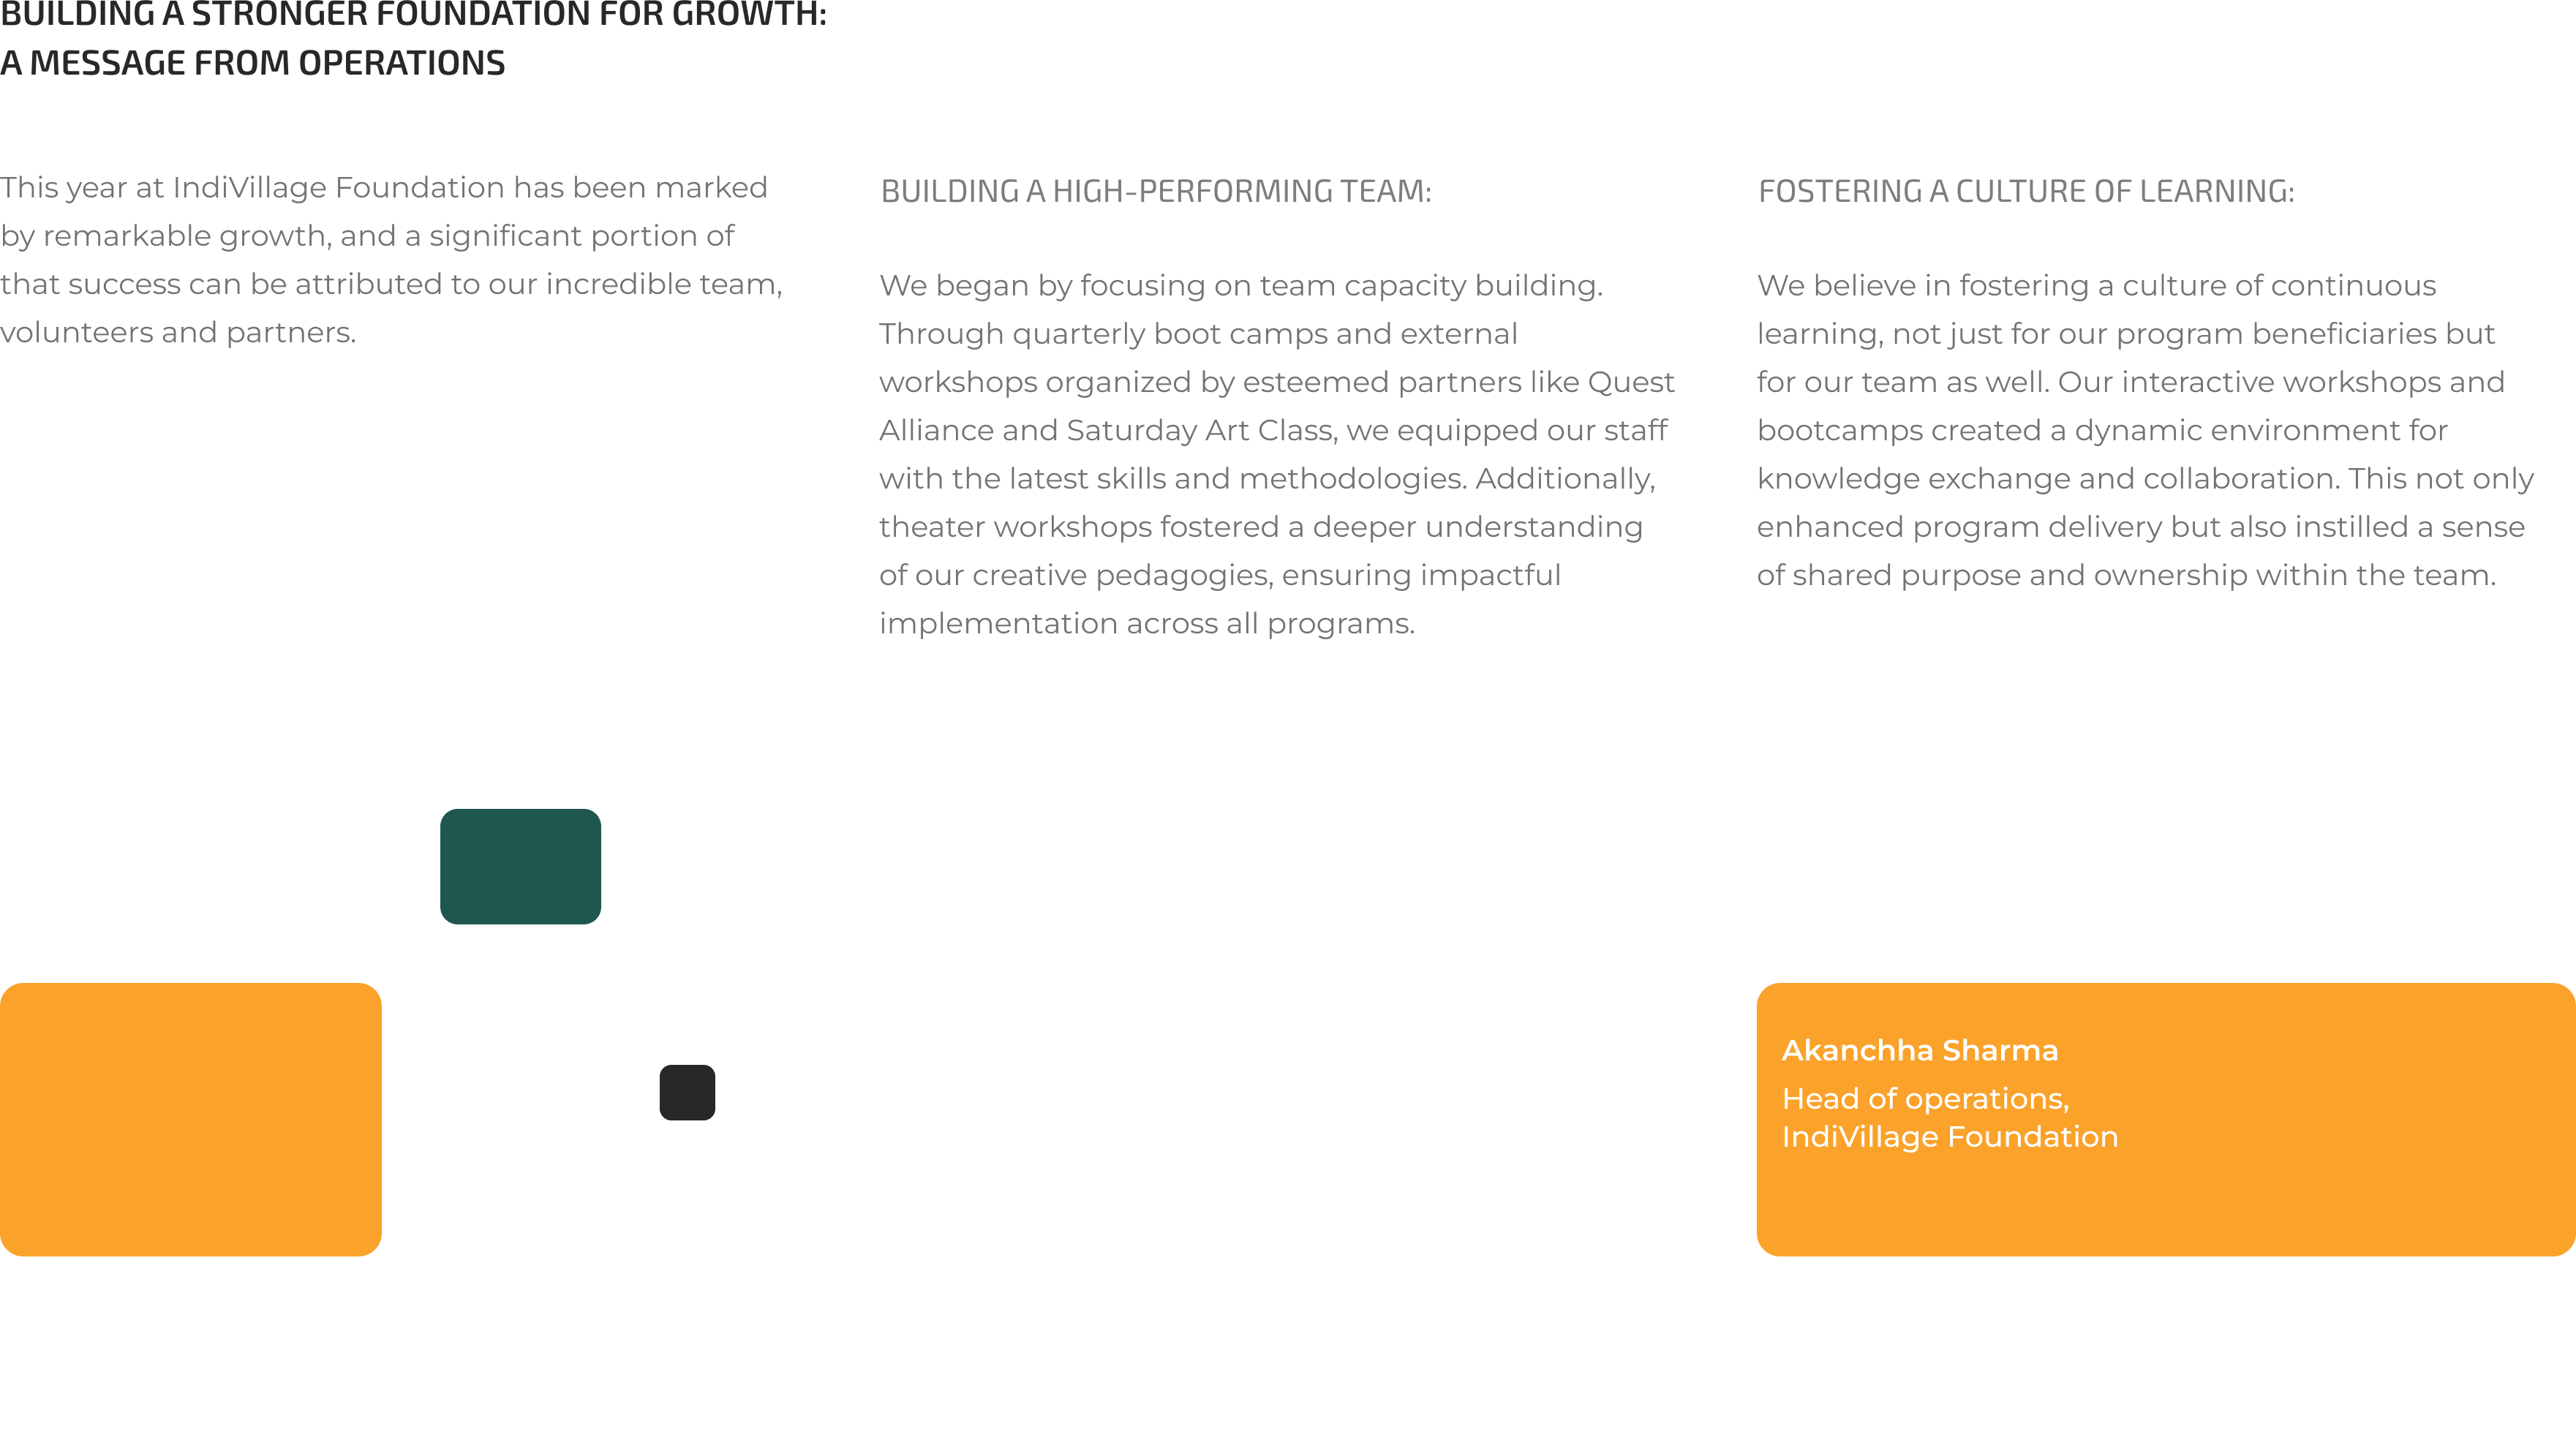 BUILDING A STRONGER FOUNDATION FOR GROWTH:
A MESSAGE FROM OPERATIONS
This year at IndiVillage Foundation has been marked
by remarkable growth, and a significant portion of
that success can be attributed to our incredible team,
volunteers and partners.
BUILDING A HIGH-PERFORMING TEAM:
We began by focusing on team capacity building.
Through quarterly boot camps and external
workshops organized by esteemed partners like Quest
Alliance and Saturday Art Class, we equipped our staff
with the latest skills and methodologies. Additionally,
theater workshops fostered a deeper understanding
of our creative pedagogies, ensuring impactful
implementation across all programs.
FOSTERING A CULTURE OF LEARNING:
We believe in fostering a culture of continuous
learning, not just for our program beneficiaries but
for our team as well. Our interactive workshops and
bootcamps created a dynamic environment for
knowledge exchange and collaboration. This not only
enhanced program delivery but also instilled a sense
of shared purpose and ownership within the team.
Akanchha Sharma
Head of operations,
IndiVillage Foundation